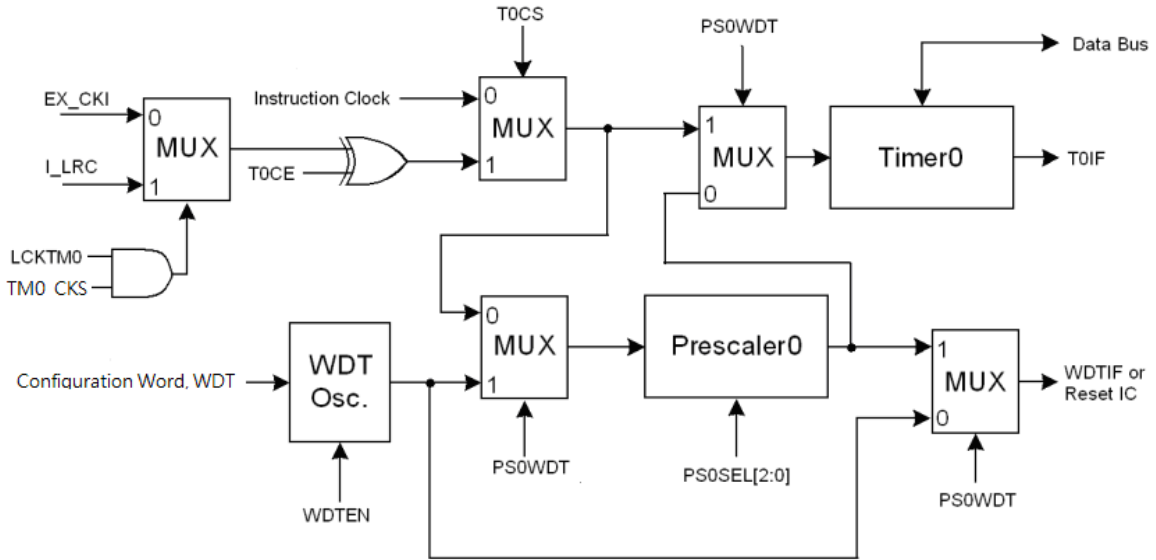 T0CS
PS0WDT
Data Bus
EX_CKI
Instruction Clock
0
MUX
1
I_LRC
0
MUX
1
T0CE
1
MUX
0
Timer0
T0IF
LCKTM0
TM0 CKS
Configuration Word, WDT
WDT
Osc.
WDTEN
0
MUX
1
PS0WDT
Prescaler0
PS0SEL[2:0]
1
MUX
0
PS0WDT
WDTIF or
Reset IC